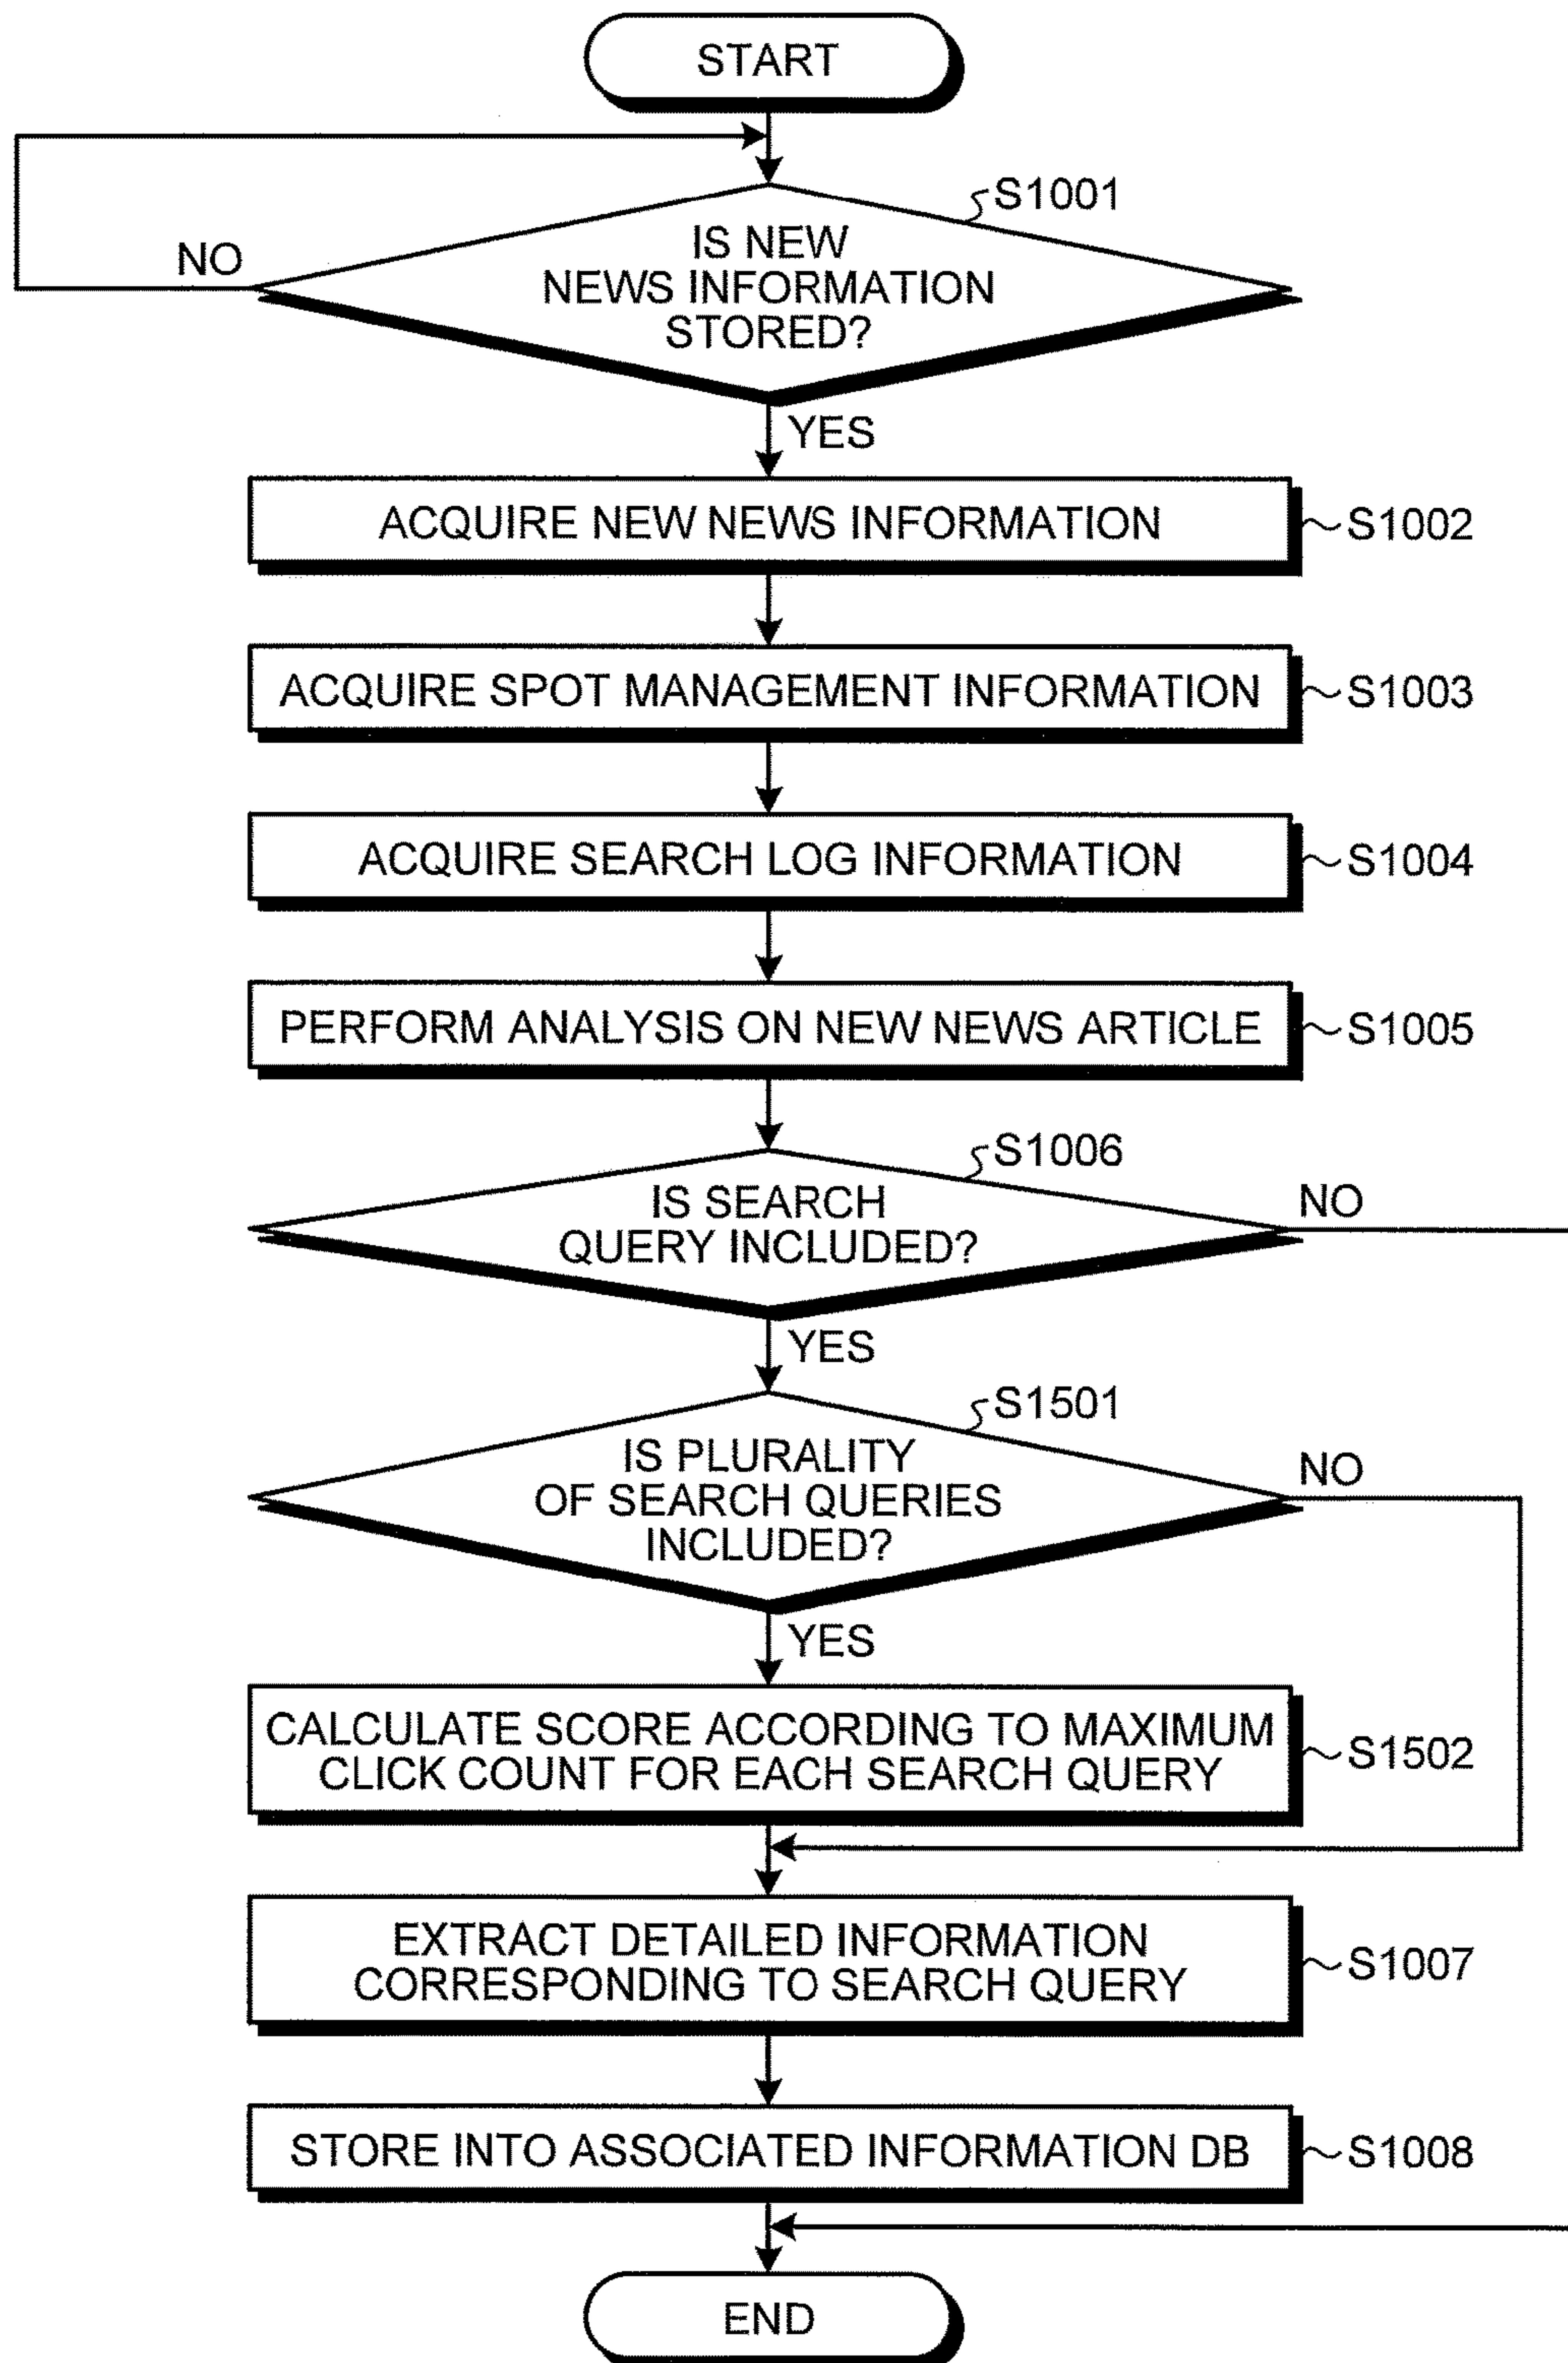 START
S1001
IS NEW
NEWS INFORMATION
STORED?
NO
YES
ACQUIRE NEW NEWS INFORMATION
S1002
ACQUIRE SPOT MANAGEMENT INFORMATION
S1003
ACQUIRE SEARCH LOG INFORMATION
S1004
PERFORM ANALYSIS ON NEW NEWS ARTICLE
S1005
S1006
IS SEARCH
QUERY INCLUDED?
NO
YES
S1501
IS PLURALITY
OF SEARCH QUERIES
INCLUDED?
NO
YES
CALCULATE SCORE ACCORDING TO MAXIMUM
CLICK COUNT FOR EACH SEARCH QUERY
S1502
EXTRACT DETAILED INFORMATION
CORRESPONDING TO SEARCH QUERY
S1007
STORE INTO ASSOCIATED INFORMATION DB
S1008
END